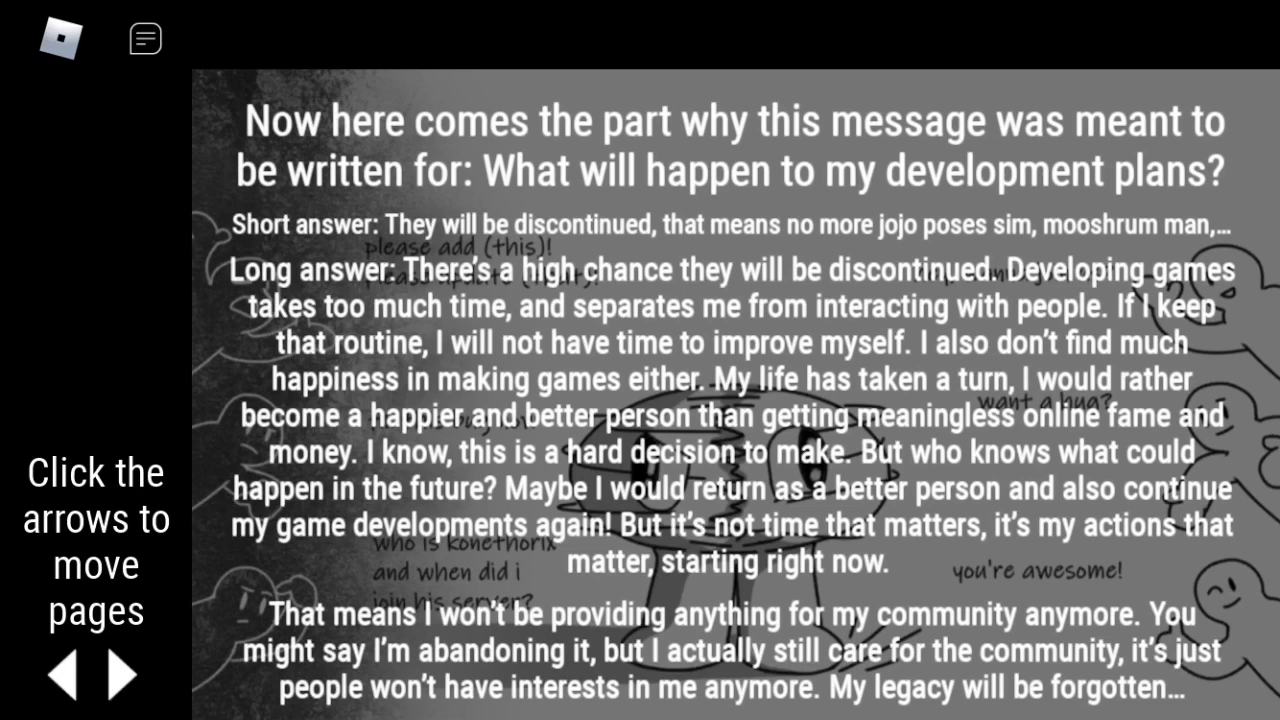 Now here comes the part why this message was meant to
be written for: What will happen to my development plans?
Short answer: They will be discontinued, that means no more jojo poses sim, mooshrum man,...
please add (this)!
Long answer: There's a high chance they will be discontinued. Developing games
takes too much time, and separates me from interacting with people. If I keep
that routine, I will not have time to improve myself. I also don't find much
happiness in making games either. My life has taken a turn, I would rather
want a hug?
become a happier and better person than getting meaningless online fame and
money. I know, this is a hard decision to make. But who knows what could
happen in the future? Maybe I would return as a better person and also continue
my game developments again! But it's not time that matters, it's my actions that
matter, starting right now.
who is konethorix
and when did i
join his server?
you're awesome!
That means I won't be providing anything for my community anymore. You
might say I'm abandoning it, but I actually still care for the community, it's just
people won't have interests in me anymore. My legacy will be forgotten...
Click the
arrows to
move
pages